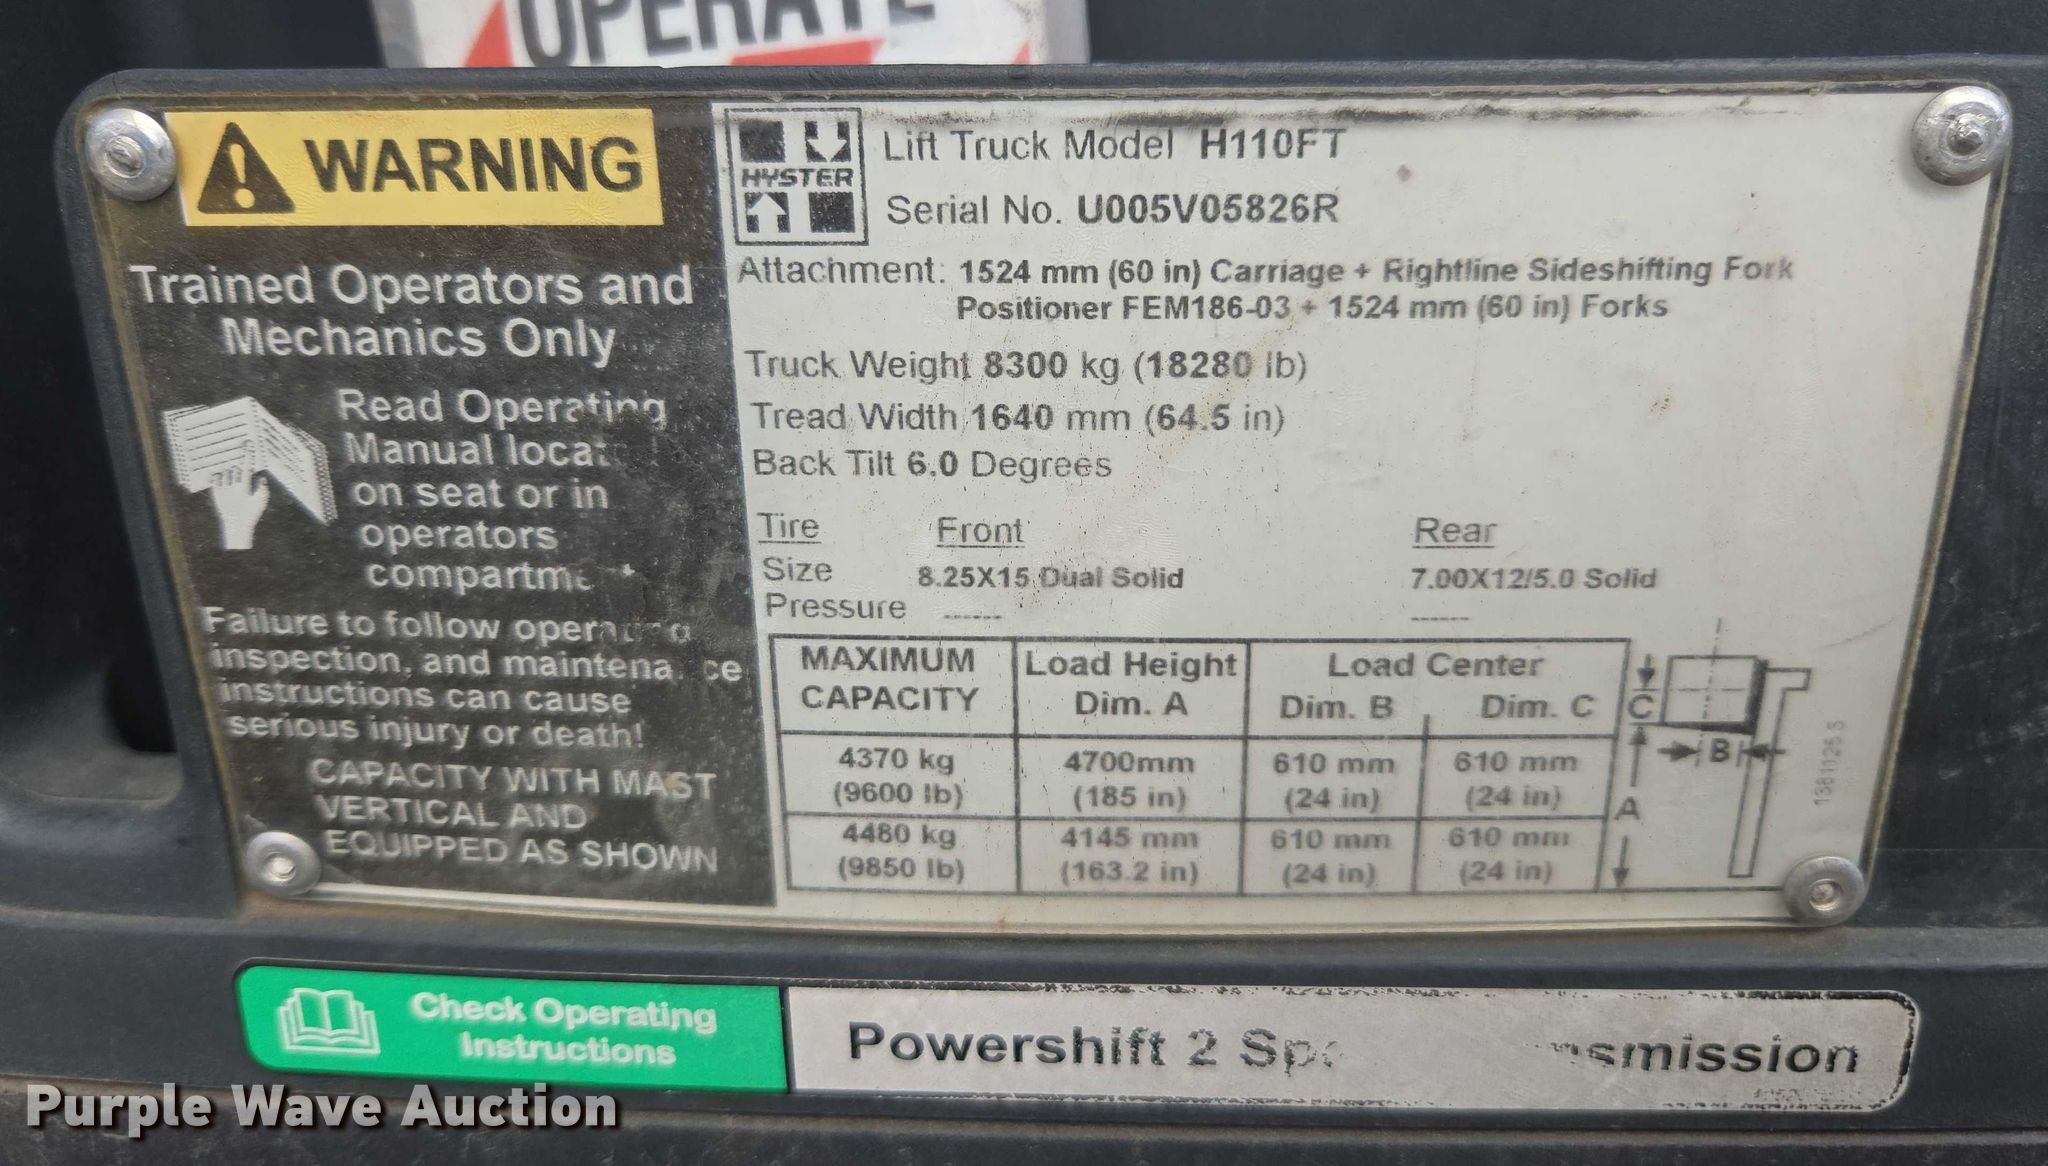 OPERATE
WARNING
Trained Operators and
Mechanics Only
Read Operating
Manual
on seat or in
operators
Failure to follow
inspection, and
instructions can cause
serious injury or death!
CAPACITY WITH MAST
VERTICAL AND
EQUIPPED AS SHOWN
HYSTER
Lift Truck Model H110FT
Serial No. U005V05826R
Attachment: 1524 mm (60 in) Carriage + Rightline Sideshifting Fork
Positioner FEM186-03 + 1524 mm (60 in) Forks
Truck Weight 8300 kg (18280 lb)
Tread Width 1640 mm (64.5 in)
Back Tilt 6.0 Degrees
Tire Front Rear
Size 8.25X15 Dual Solid 7.00X12/5.0 Solid
Pressure ------ ------
MAXIMUM Load Height Load Center
CAPACITY Dim. A Dim. B Dim. C
4370 kg 4700mm 610 mm 610 mm
(9600 lb) (185 in) (24 in) (24 in)
4480 kg 4145 mm 610 mm 610 mm
(9850 lb) (163.2 in) (24 in) (24 in)
C
B
A
Check Operating
Instructions
Powershift 2
Purple Wave Auction